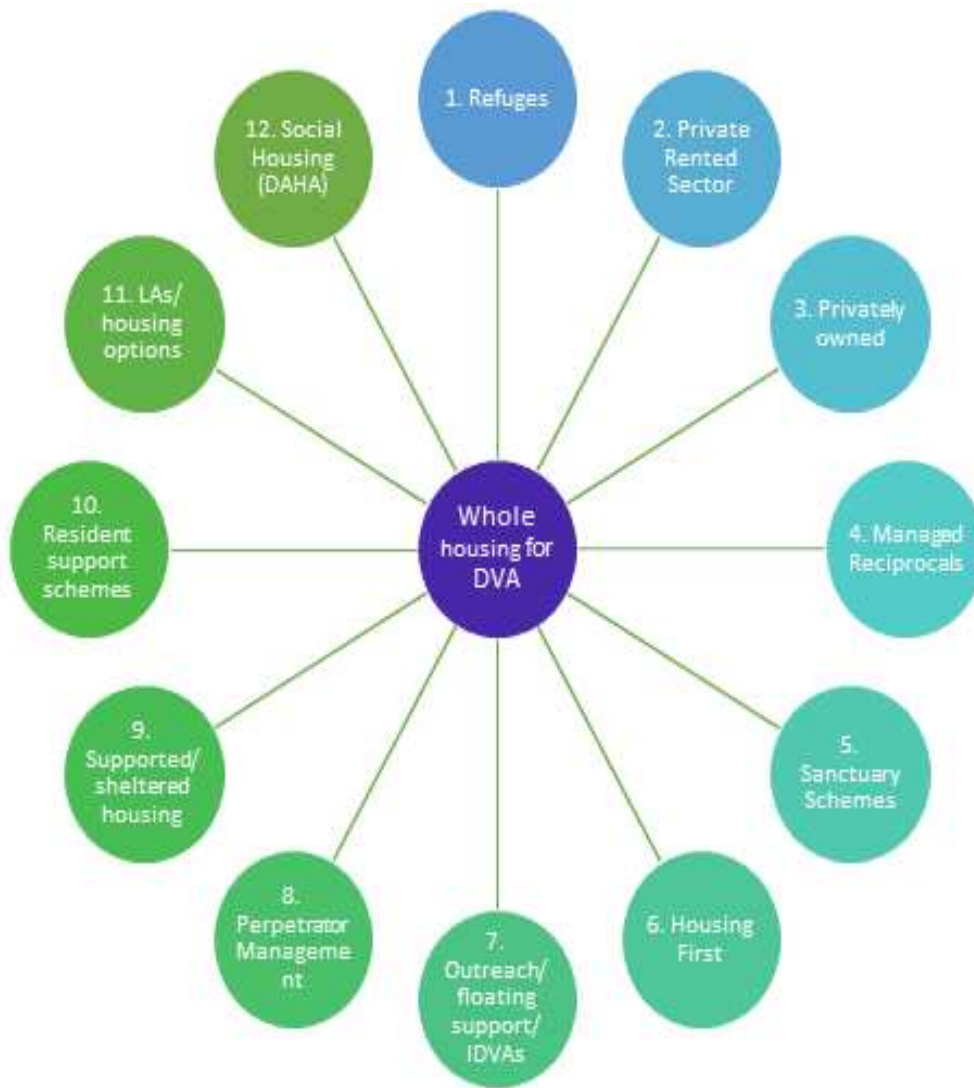 1. Refuges
2. Private
Rented
Sector
3. Privately
owned
4. Managed
Reciprocals
5.
Sanctuary
Schemes
6. Housing
First
7.
Outreach/
floating
support/
IDVAs
8.
Perpetrator
Manageme
nt
9.
Supported/
sheltered
housing
10.
Resident
support
schemes
11. LAs/
housing
options
12. Social
Housing
(DAHA)
Whole
housing for
DVA